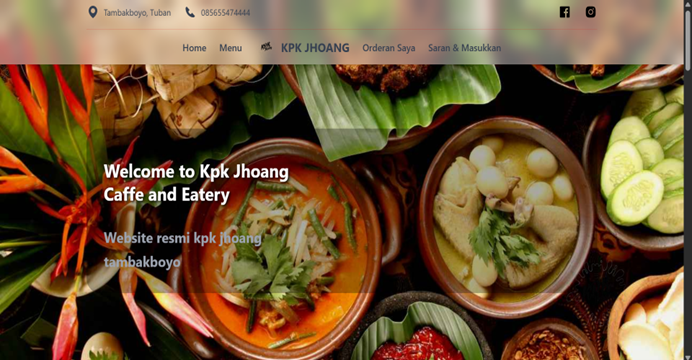 Tambakboyo, Tuban 085655474444
Home Menu KPK JHOANG Orderan Saya Saran & Masukkan
Welcome to Kpk Jhoang
Caffe and Eatery
Website resmi kpk jhoang
tambakboyo